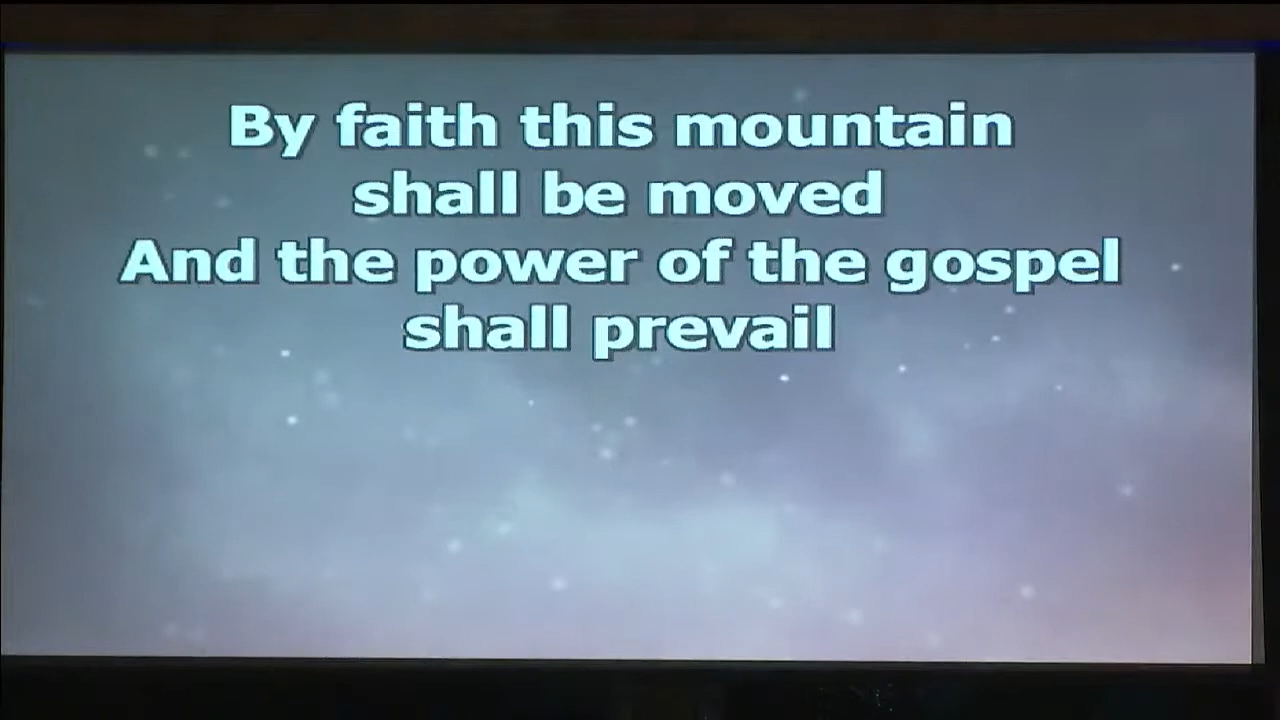 By faith this mountain
shall be moved
And the power of the gospel
shall prevail